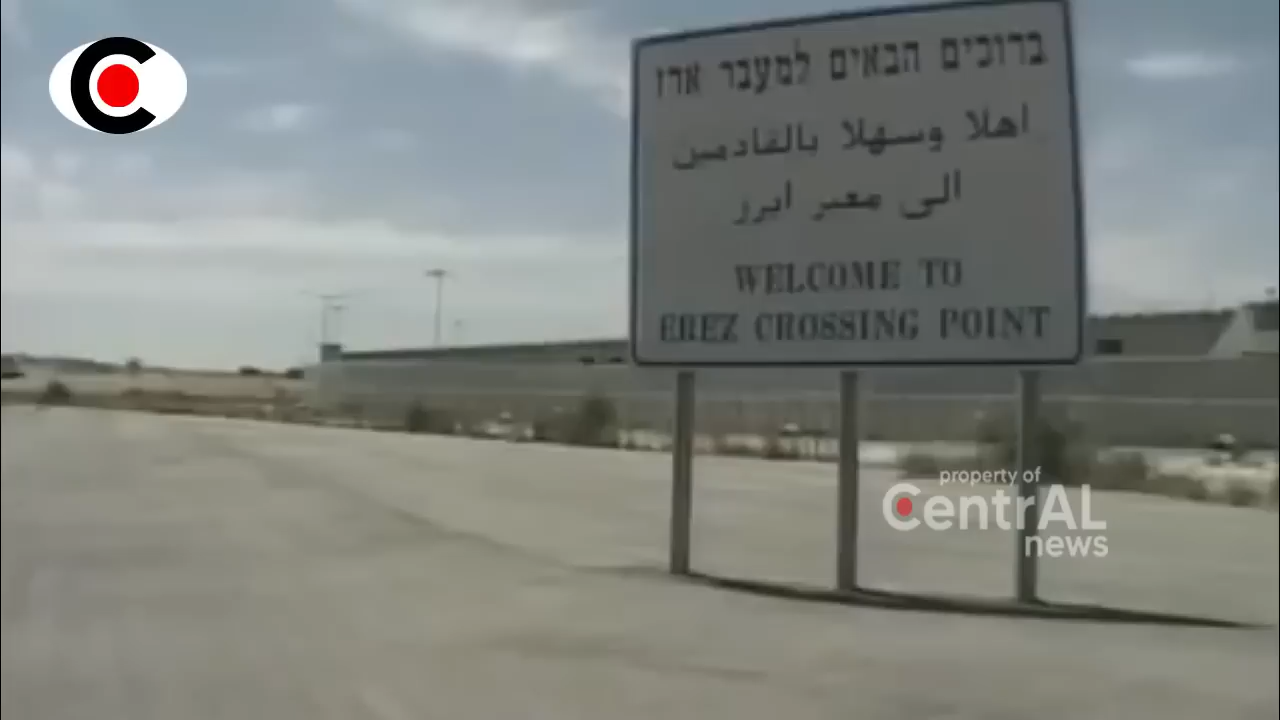 ברוכים הבאים למעבר ארז
اهلا وسهلا بالقادمين
الى معبر ايرز
WELCOME TO
EREZ CROSSING POINT
property of
CentrAL
news